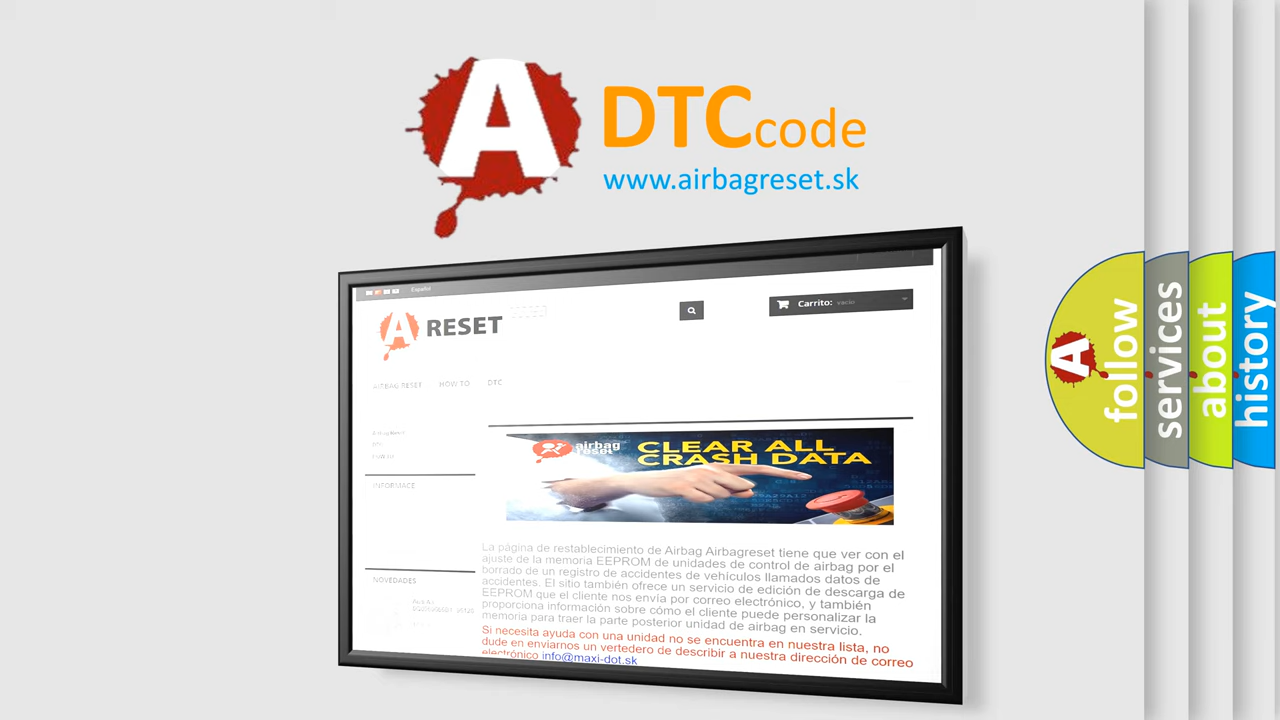 A
DTCcode
www.airbagreset.sk
Español
A RESET
Carrito: vacío
AIRBAG RESET HOW TO DTC
INFORMACE
NOVEDADES
airbag
reset
CLEAR ALL
CRASH DATA
La página de restablecimiento de Airbag Airbagreset tiene que ver con el
ajuste de la memoria EEPROM de unidades de control de airbag por el
borrado de un registro de accidentes de vehículos llamados datos de
accidentes. El sitio también ofrece un servicio de edición de descarga de
EEPROM que el cliente nos envía por correo electrónico, y también
proporciona información sobre cómo el cliente puede personalizar la
memoria para traer la parte posterior unidad de airbag en servicio.
Si necesita ayuda con una unidad no se encuentra en nuestra lista, no
dude en enviarnos un vertedero de describir a nuestra dirección de correo
electrónico info@maxi-dot.sk
A
follow
services
about
history